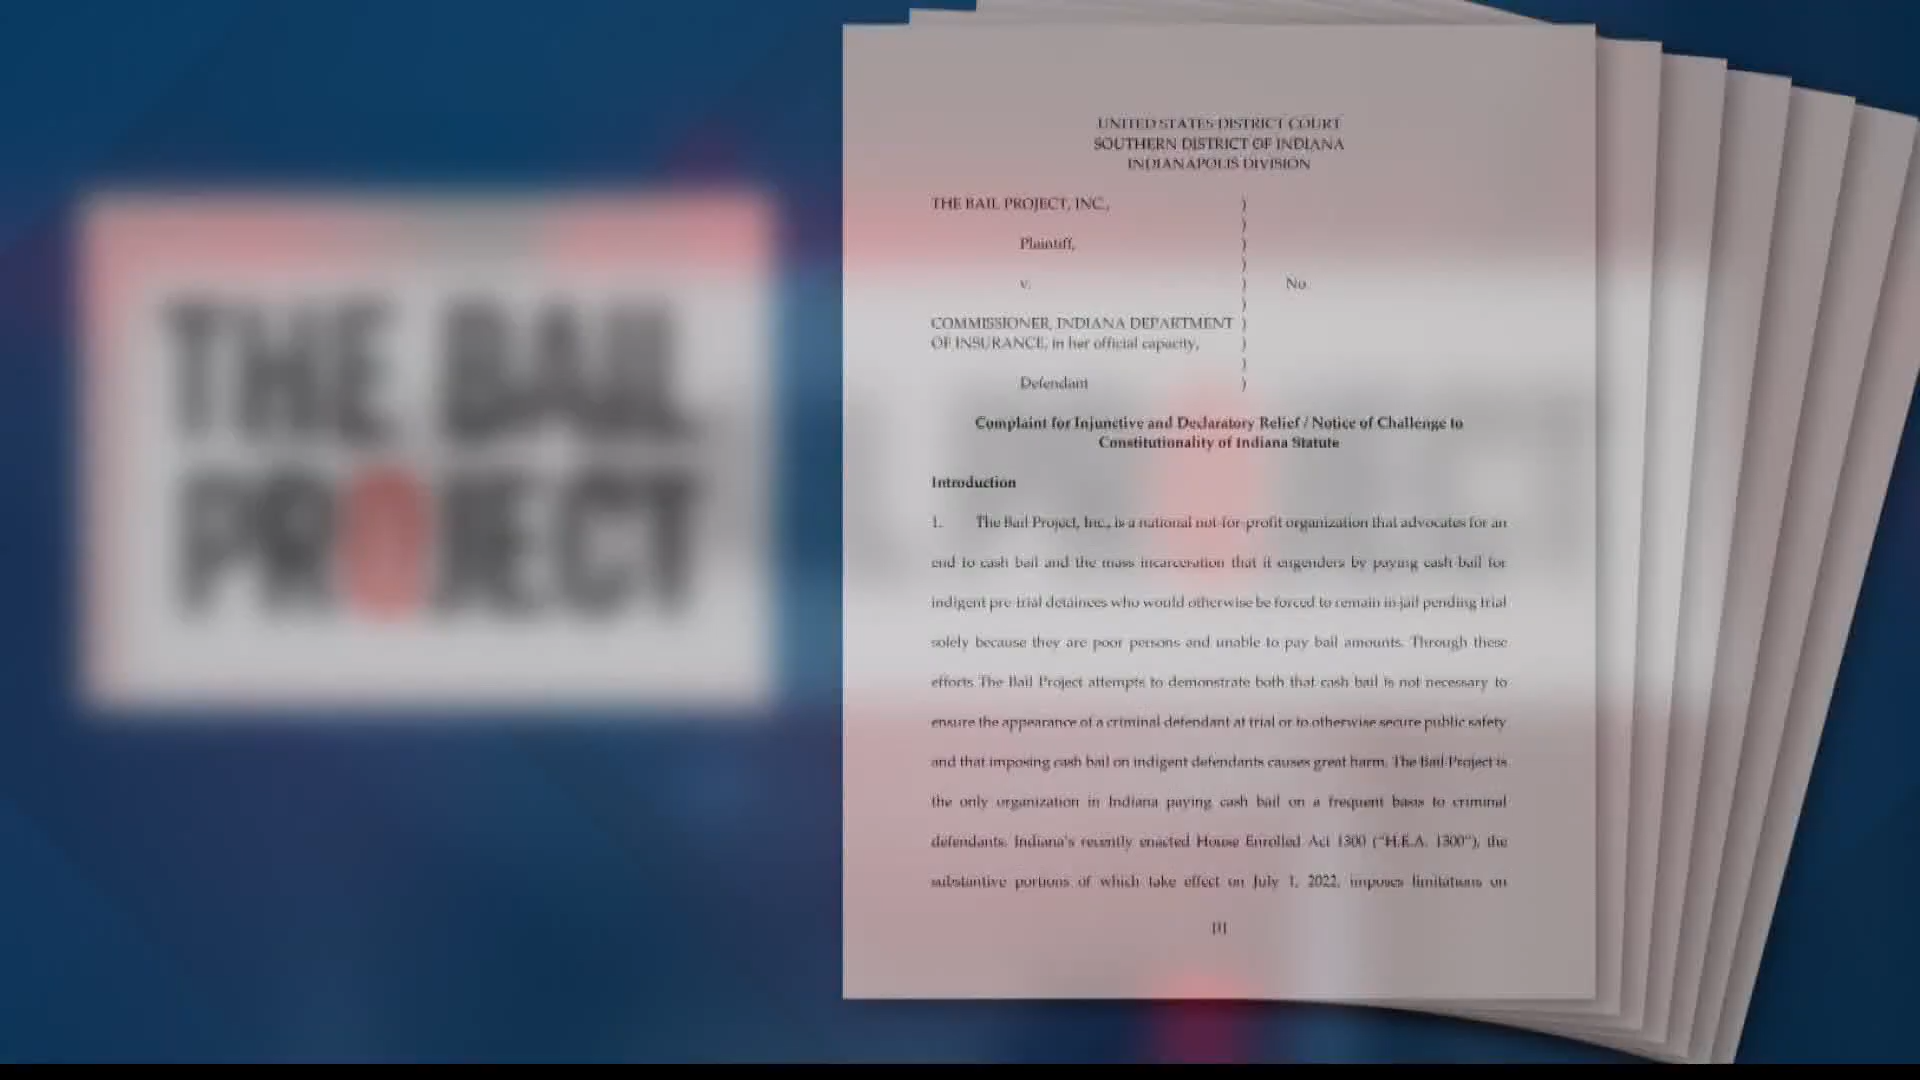 THE BAIL
PROJECT
UNITED STATES DISTRICT COURT
SOUTHERN DISTRICT OF INDIANA
INDIANAPOLIS DIVISION
THE BAIL PROJECT, INC., )
)
Plaintiff, )
)
v. ) No.
)
COMMISSIONER, INDIANA DEPARTMENT )
OF INSURANCE, in her official capacity, )
)
Defendant )
Complaint for Injunctive and Declaratory Relief / Notice of Challenge to
Constitutionality of Indiana Statute
Introduction
1. The Bail Project, Inc., is a national not-for-profit organization that advocates for an
end to cash bail and the mass incarceration that it engenders by paying cash bail for
indigent pre-trial detainees who would otherwise be forced to remain in jail pending trial
solely because they are poor persons and unable to pay bail amounts. Through these
efforts The Bail Project attempts to demonstrate both that cash bail is not necessary to
ensure the appearance of a criminal defendant at trial or to otherwise secure public safety
and that imposing cash bail on indigent defendants causes great harm. The Bail Project is
the only organization in Indiana paying cash bail on a frequent basis to criminal
defendants. Indiana's recently enacted House Enrolled Act 1300 ("H.E.A. 1300"), the
substantive portions of which take effect on July 1, 2022, imposes limitations on
[1]